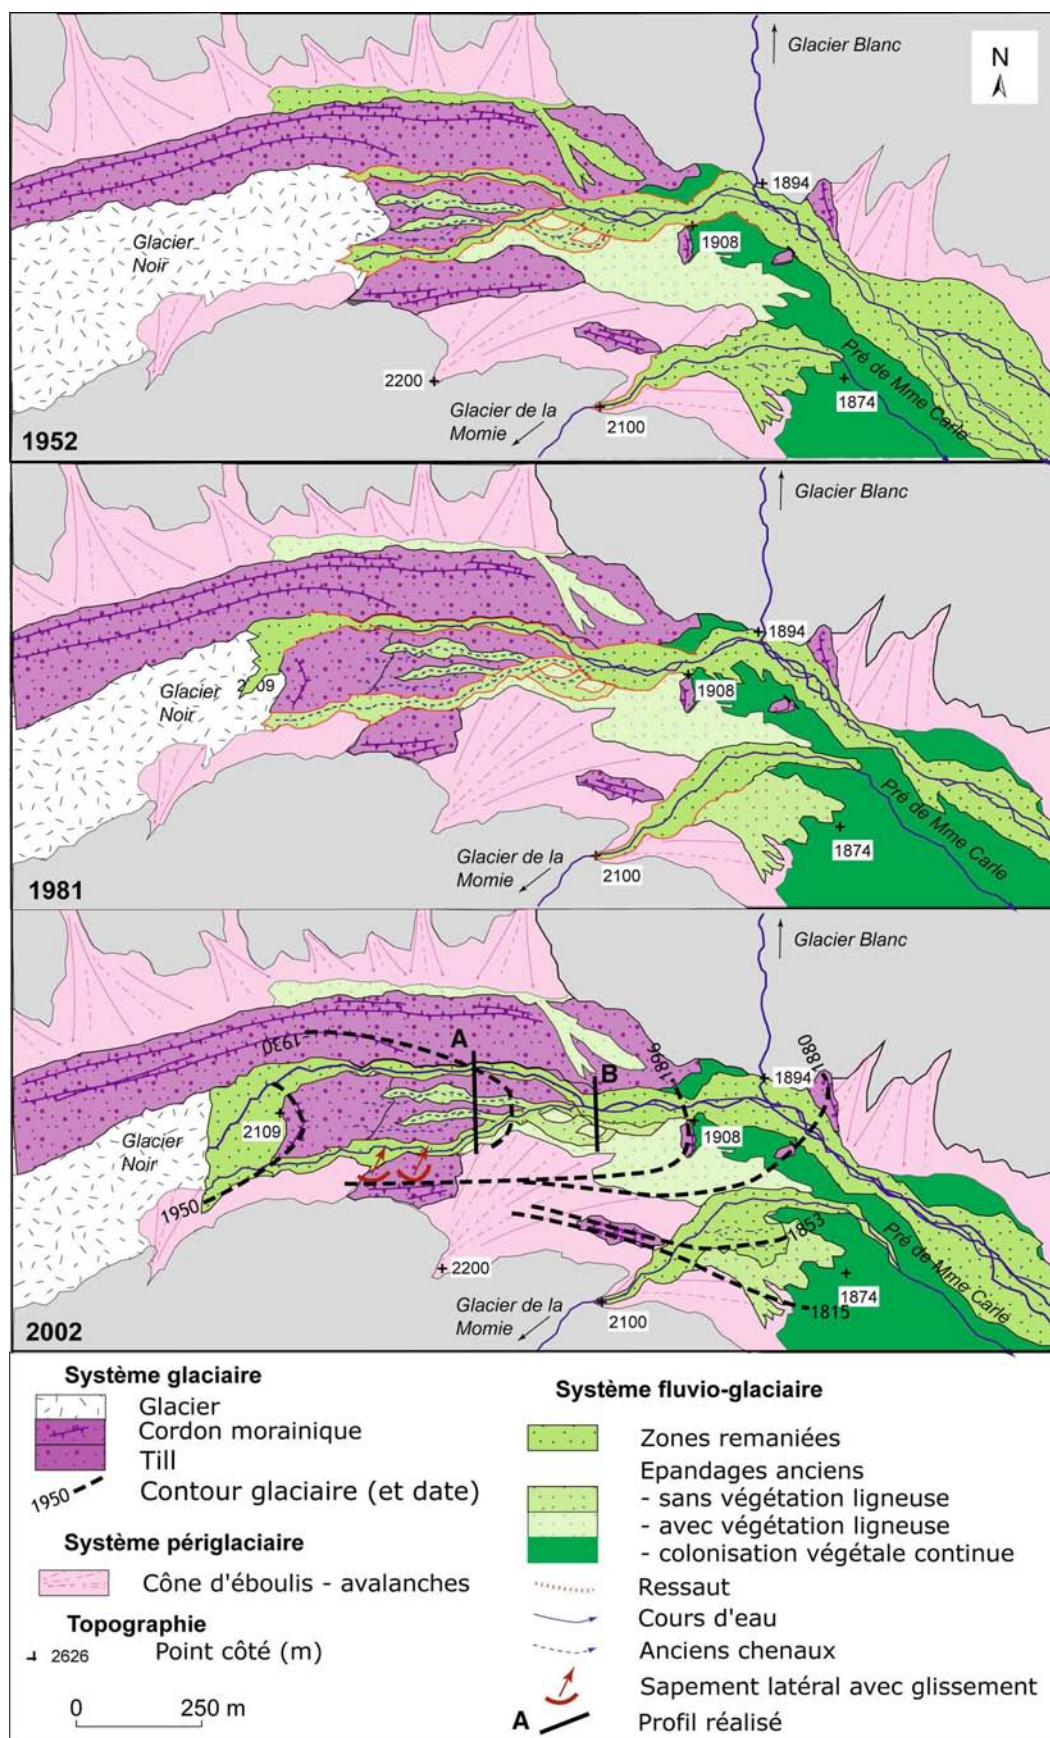 Glacier Blanc
N
1894
Glacier
Noir
1908
2200
Pré de Mme Carle
1874
Glacier de la
Momie
2100
1952
Glacier Blanc
1894
Glacier
Noir
1908
Pré de Mme Carle
1874
Glacier de la
Momie
2100
1981
Glacier Blanc
1930
A
B
1896
1880
1894
2109
1908
Glacier
Noir
1950
1853
2200
Pré de Mme Carle
1874
1815
Glacier de la
Momie
2100
2002
Système glaciaire
Glacier
Cordon morainique
Till
1950 Contour glaciaire (et date)
Système périglaciaire
Cône d'éboulis - avalanches
Topographie
2626 Point côté (m)
0 250 m
Système fluvio-glaciaire
Zones remaniées
Epandages anciens
- sans végétation ligneuse
- avec végétation ligneuse
- colonisation végétale continue
Ressaut
Cours d'eau
Anciens chenaux
Sapement latéral avec glissement
A Profil réalisé